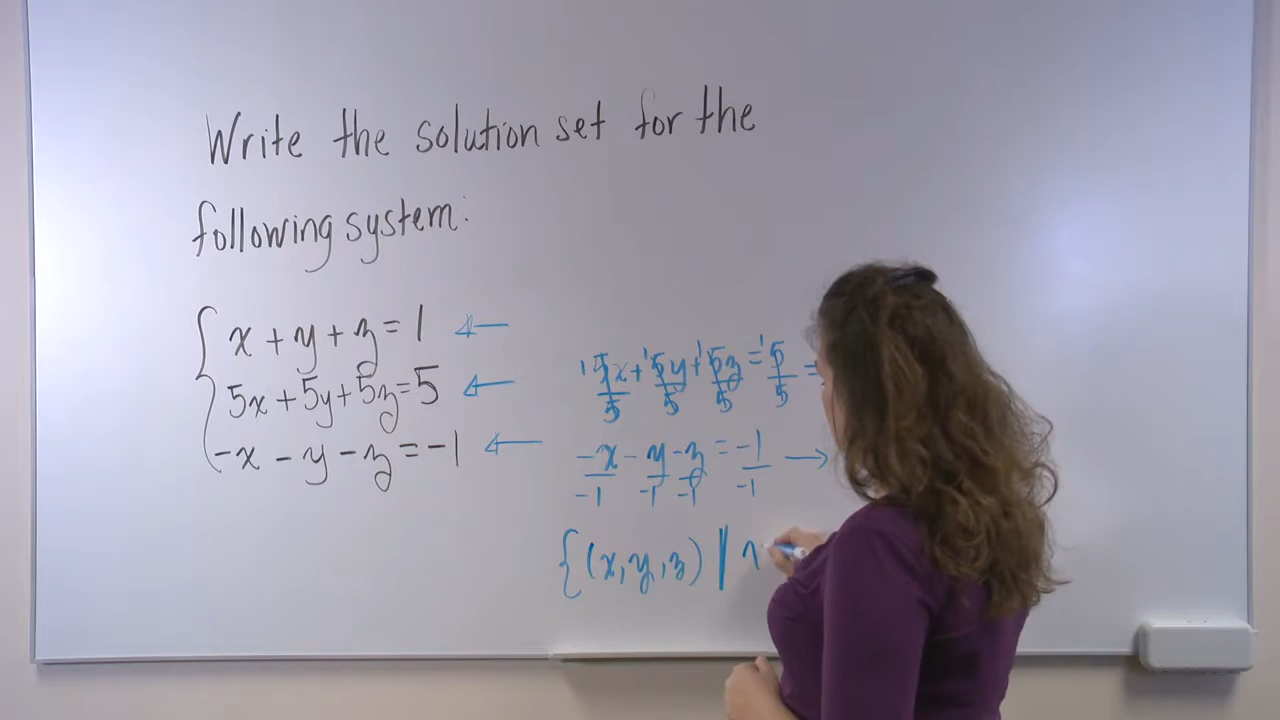 Write the solution set for the
following system:
x + y + z = 1
5x + 5y + 5z = 5
-x - y - z = -1
5x/5 + 5y/5 + 5z/5 = 5/5 =
-x/-1 - y/-1 - z/-1 = -1/-1 →
{(x, y, z) |